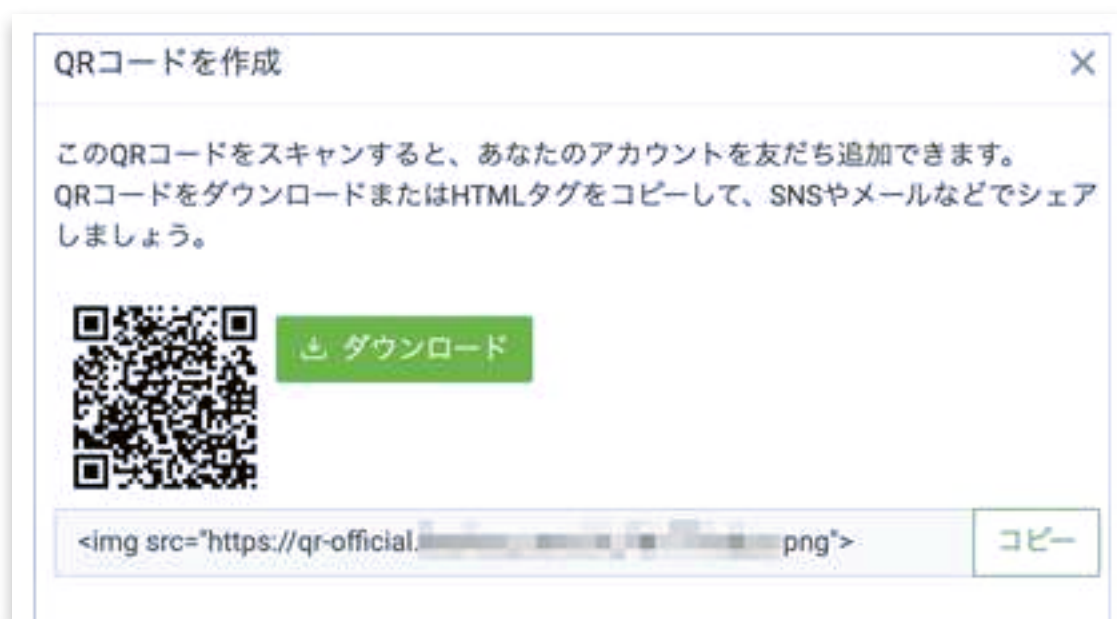 QRコードを作成
このQRコードをスキャンすると、あなたのアカウントを友だち追加できます。
QRコードをダウンロードまたはHTMLタグをコピーして、SNSやメールなどでシェア
しましょう。
ダウンロード
<img src="https://qr-official. png">
コピー